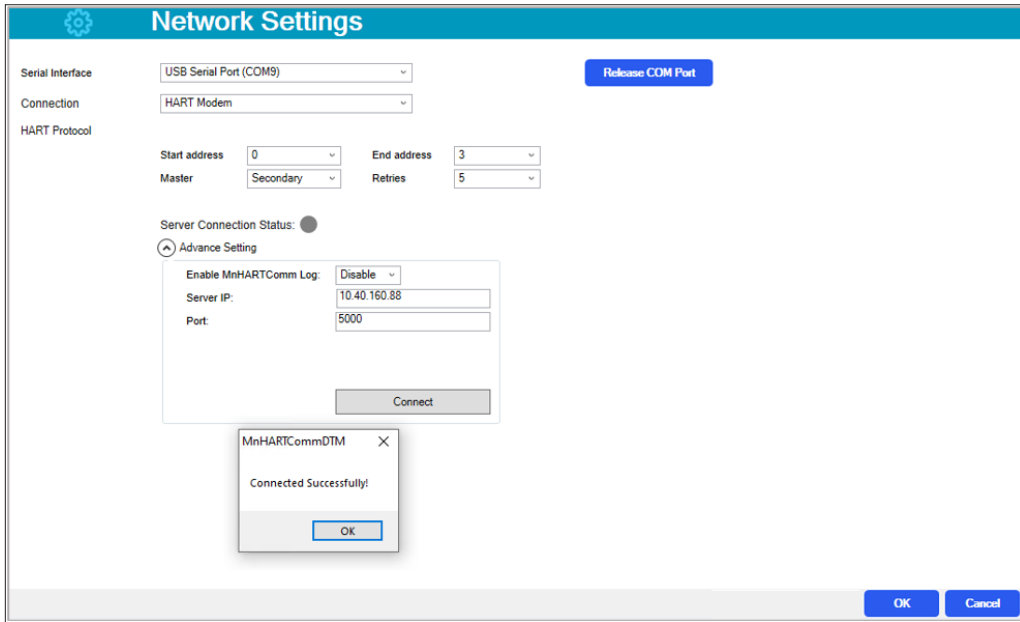 Network Settings
Serial Interface USB Serial Port (COM9) Release COM Port
Connection HART Modem
HART Protocol
Start address 0 End address 3
Master Secondary Retries 5
Server Connection Status:
Advance Setting
Enable MnHARTComm Log: Disable
Server IP: 10.40.160.88
Port: 5000
Connect
MnHARTCommDTM
Connected Successfully!
OK
OK Cancel